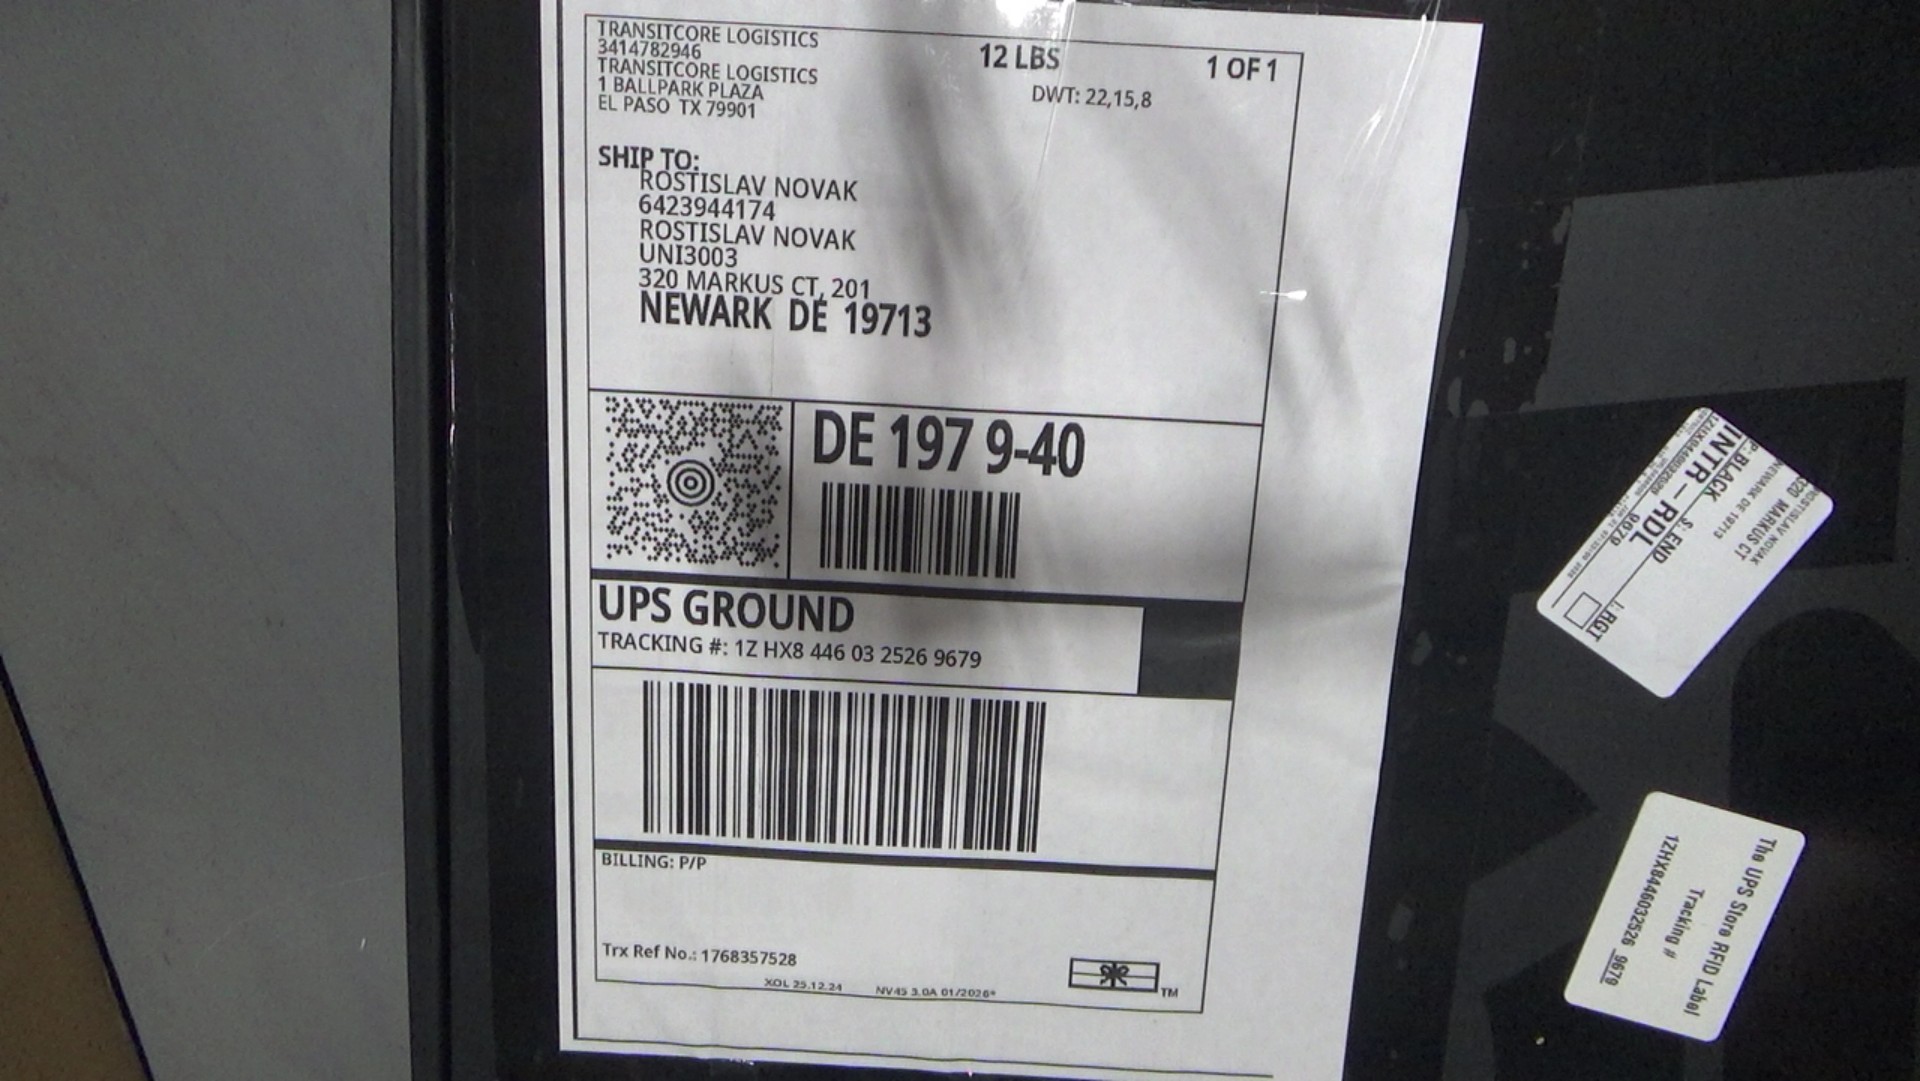 TRANSITCORE LOGISTICS
3414782946
TRANSITCORE LOGISTICS
1 BALLPARK PLAZA
EL PASO TX 79901
12 LBS
1 OF 1
DWT: 22,15,8
SHIP TO:
ROSTISLAV NOVAK
6423944174
ROSTISLAV NOVAK
UNI3003
320 MARKUS CT, 201
NEWARK DE 19713
DE 197 9-40
UPS GROUND
TRACKING #: 1Z HX8 446 03 2526 9679
BILLING: P/P
Trx Ref No.: 1768357528
XOL 25.12.24
NV45 3.0A 01/2026*
TM
ROSTISLAV NOVAK
320 MARKUS CT
NEWARK DE 19713
P: BLACK
S: END
I: RGT
INTR - RDL
9679
The UPS Store RFID Label
Tracking #
1ZHX8446032526 9679